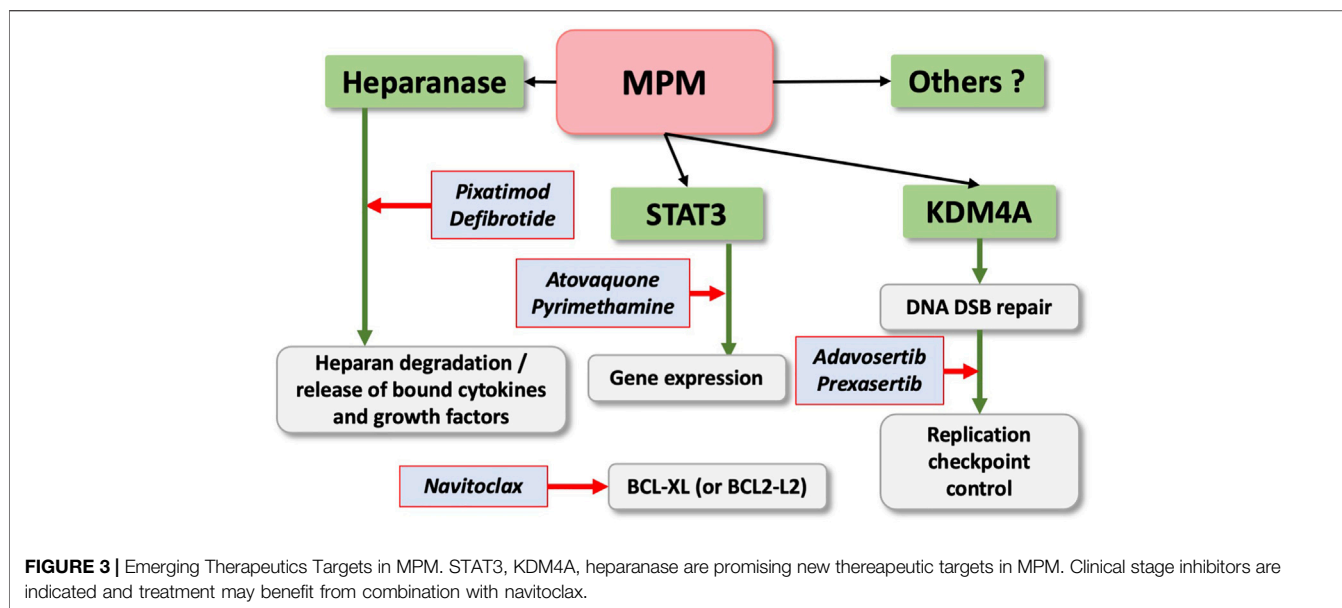 Heparanase
MPM
Others ?
Pixatimod
Defibrotide
STAT3
KDM4A
Atovaquone
Pyrimethamine
DNA DSB repair
Heparan degradation /
release of bound cytokines
and growth factors
Gene expression
Adavosertib
Prexasertib
Replication
checkpoint
control
Navitoclax
BCL-XL (or BCL2-L2)
FIGURE 3 | Emerging Therapeutics Targets in MPM. STAT3, KDM4A, heparanase are promising new thereapeutic targets in MPM. Clinical stage inhibitors are
indicated and treatment may benefit from combination with navitoclax.